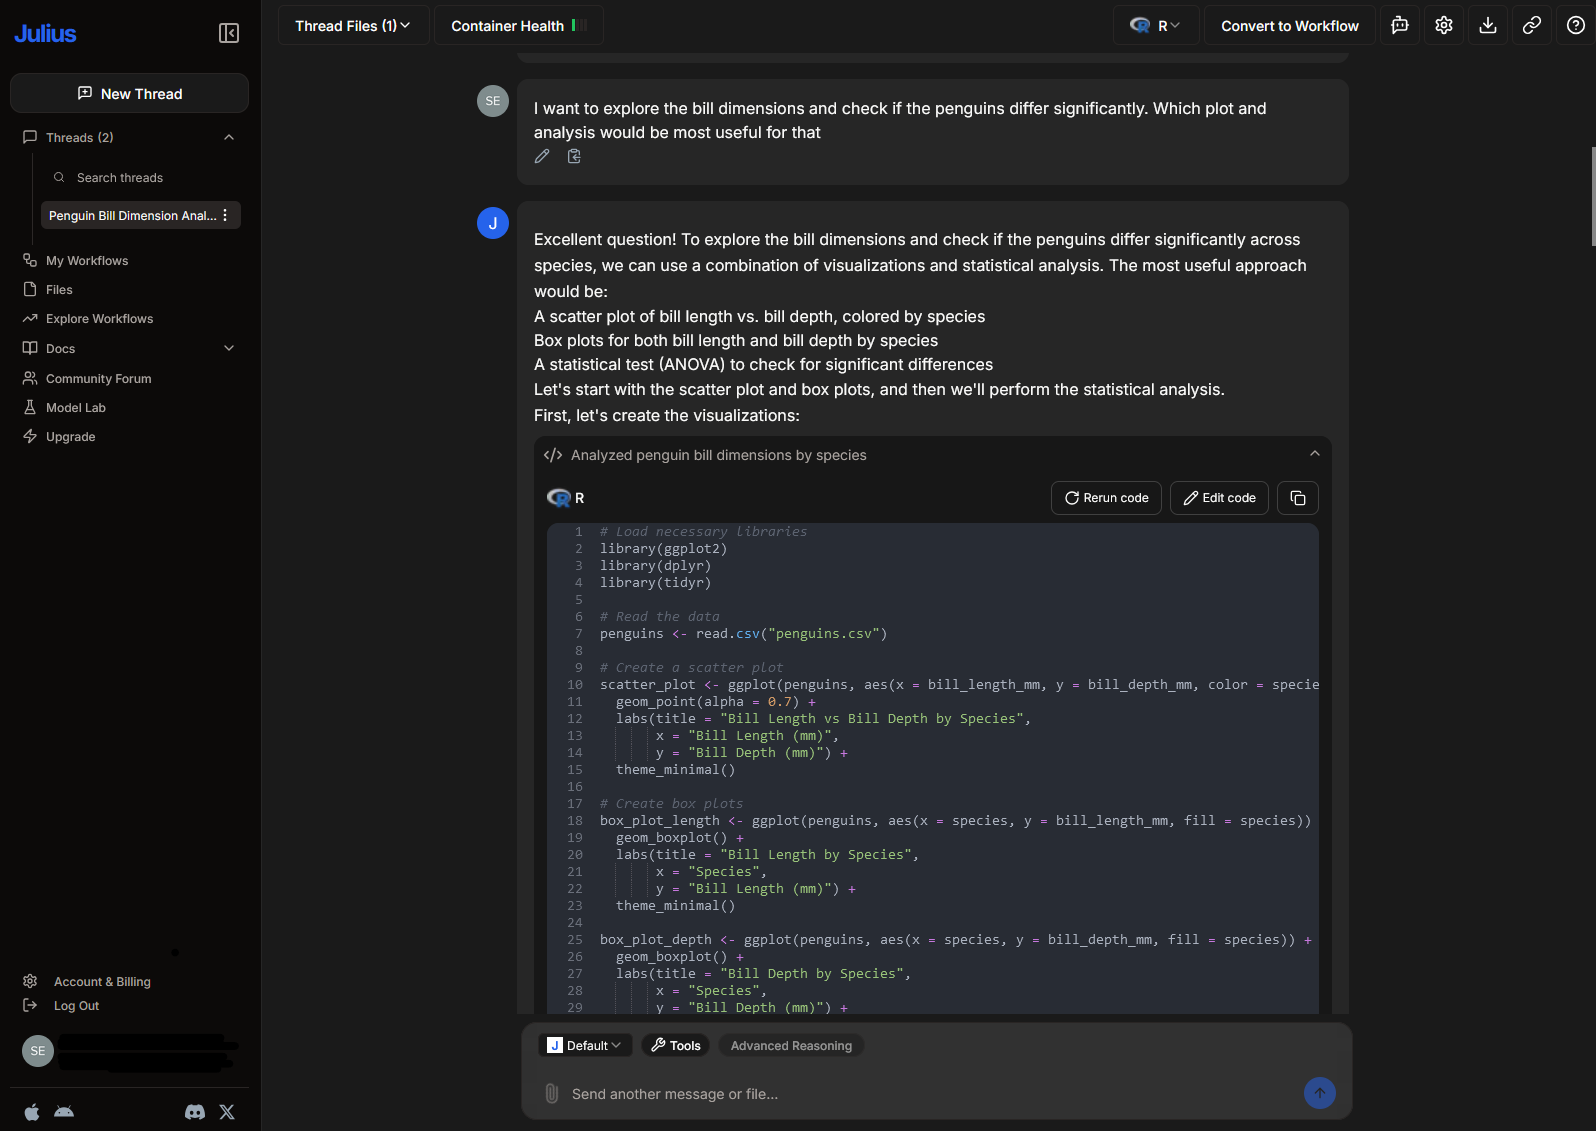 Julius
New Thread
Threads (2)
Search threads
Penguin Bill Dimension Anal...
My Workflows
Files
Explore Workflows
Docs
Community Forum
Model Lab
Upgrade
Account & Billing
Log Out
SE
Thread Files (1)
Container Health
R
Convert to Workflow
SE
I want to explore the bill dimensions and check if the penguins differ significantly. Which plot and
analysis would be most useful for that
J
Excellent question! To explore the bill dimensions and check if the penguins differ significantly across
species, we can use a combination of visualizations and statistical analysis. The most useful approach
would be:
A scatter plot of bill length vs. bill depth, colored by species
Box plots for both bill length and bill depth by species
A statistical test (ANOVA) to check for significant differences
Let's start with the scatter plot and box plots, and then we'll perform the statistical analysis.
First, let's create the visualizations:
</> Analyzed penguin bill dimensions by species
R
Rerun code
Edit code
1 # Load necessary libraries
2 library(ggplot2)
3 library(dplyr)
4 library(tidyr)
5
6 # Read the data
7 penguins <- read.csv("penguins.csv")
8
9 # Create a scatter plot
10 scatter_plot <- ggplot(penguins, aes(x = bill_length_mm, y = bill_depth_mm, color = specie
11 geom_point(alpha = 0.7) +
12 labs(title = "Bill Length vs Bill Depth by Species",
13 x = "Bill Length (mm)",
14 y = "Bill Depth (mm)") +
15 theme_minimal()
16
17 # Create box plots
18 box_plot_length <- ggplot(penguins, aes(x = species, y = bill_length_mm, fill = species))
19 geom_boxplot() +
20 labs(title = "Bill Length by Species",
21 x = "Species",
22 y = "Bill Length (mm)") +
23 theme_minimal()
24
25 box_plot_depth <- ggplot(penguins, aes(x = species, y = bill_depth_mm, fill = species)) +
26 geom_boxplot() +
27 labs(title = "Bill Depth by Species",
28 x = "Species",
29 y = "Bill Depth (mm)") +
J Default
Tools
Advanced Reasoning
Send another message or file...